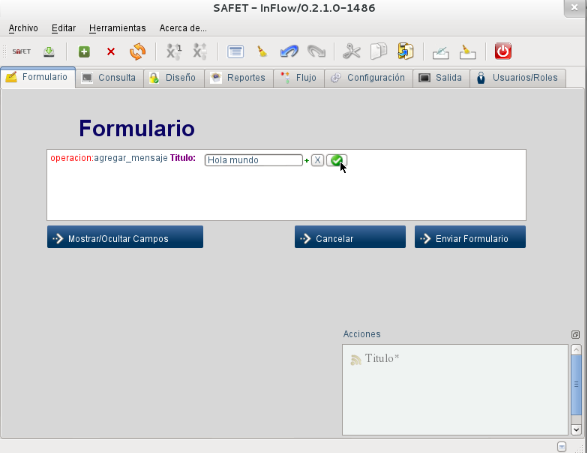 SAFET - InFlow/0.2.1.0-1486
Archivo Editar Herramientas Acerca de...
SAFET
Formulario Consulta Diseño Reportes Flujo Configuración Salida Usuarios/Roles
Formulario
operacion:agregar_mensaje Titulo: Hola mundo + X
Mostrar/Ocultar Campos Cancelar Enviar Formulario
Acciones
Titulo*